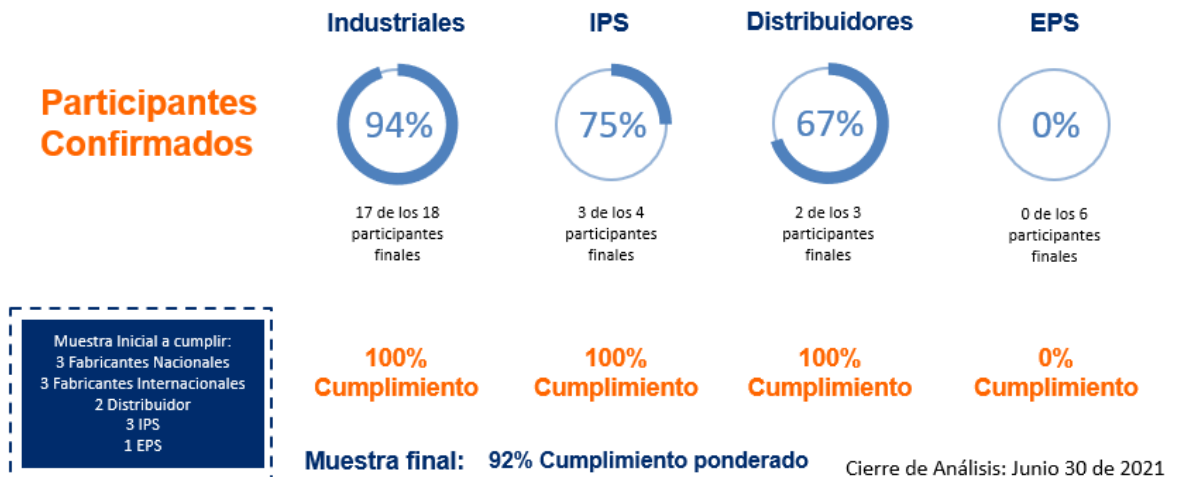 Industriales
IPS
Distribuidores
EPS
Participantes
Confirmados
94%
75%
67%
0%
17 de los 18
participantes
finales
3 de los 4
participantes
finales
2 de los 3
participantes
finales
0 de los 6
participantes
finales
Muestra Inicial a cumplir:
3 Fabricantes Nacionales
3 Fabricantes Internacionales
2 Distribuidor
3 IPS
1 EPS
100%
Cumplimiento
100%
Cumplimiento
100%
Cumplimiento
0%
Cumplimiento
Muestra final: 92% Cumplimiento ponderado
Cierre de Análisis: Junio 30 de 2021